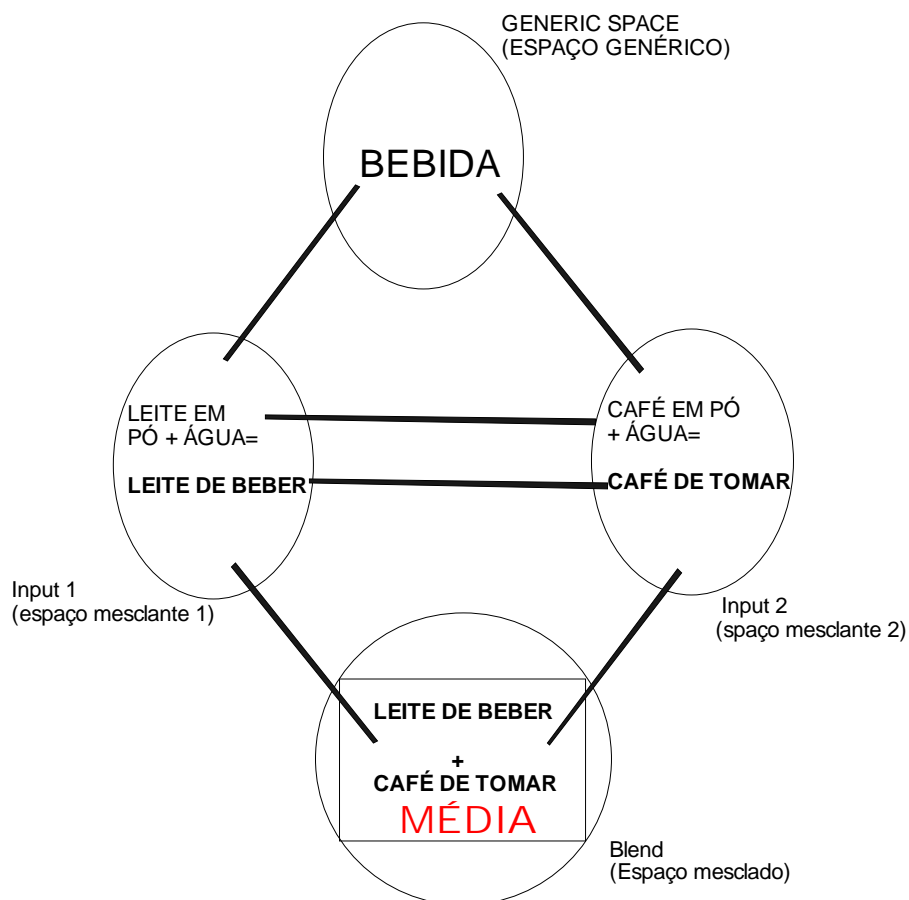 GENERIC SPACE
(ESPAÇO GENÉRICO)
BEBIDA
LEITE EM
PÓ + ÁGUA=
LEITE DE BEBER
CAFÉ EM PÓ
+ ÁGUA=
CAFÉ DE TOMAR
Input 1
(espaço mesclante 1)
Input 2
(spaço mesclante 2)
LEITE DE BEBER
+
CAFÉ DE TOMAR
MÉDIA
Blend
(Espaço mesclado)